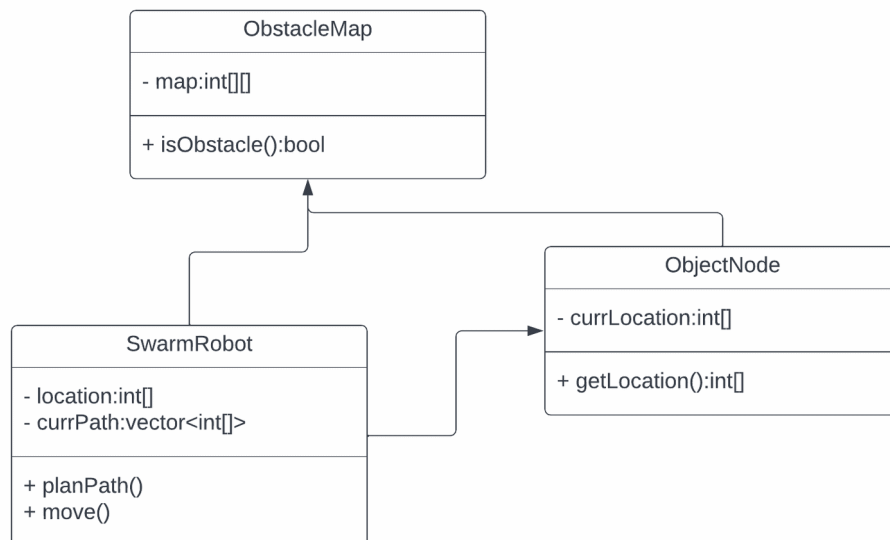 ObstacleMap
- map:int[][]
+ isObstacle():bool
ObjectNode
- currLocation:int[]
+ getLocation():int[]
SwarmRobot
- location:int[]
- currPath:vector<int[]>
+ planPath()
+ move()